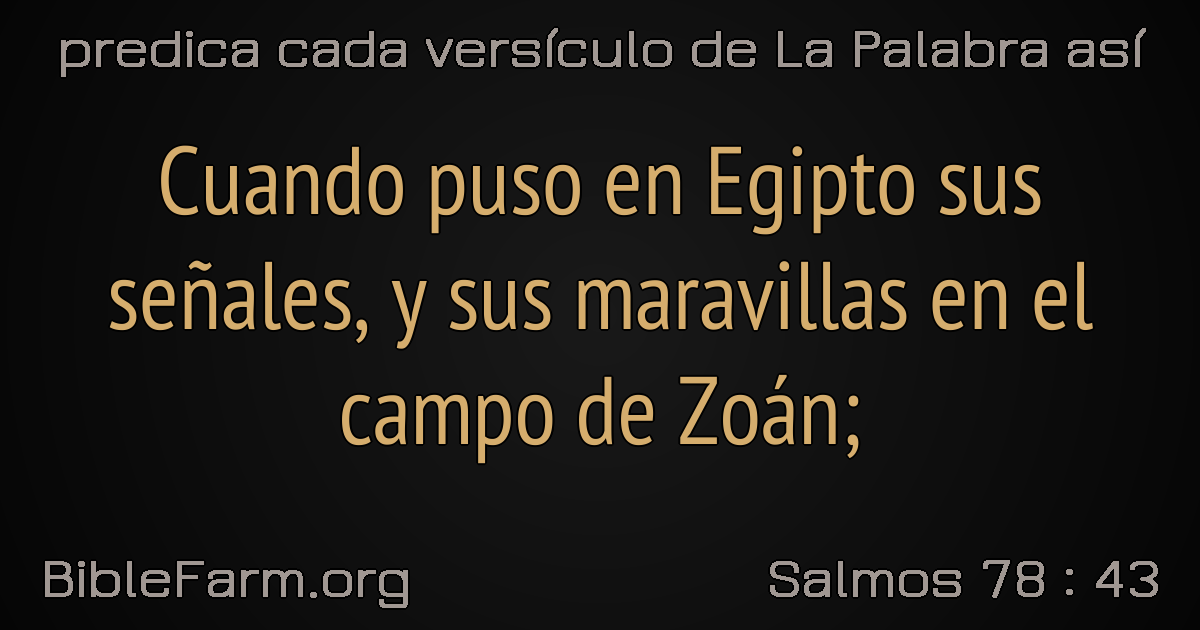 predica cada versículo de La Palabra así
Cuando puso en Egipto sus
señales, y sus maravillas en el
campo de Zoán;
BibleFarm.org
Salmos 78 : 43